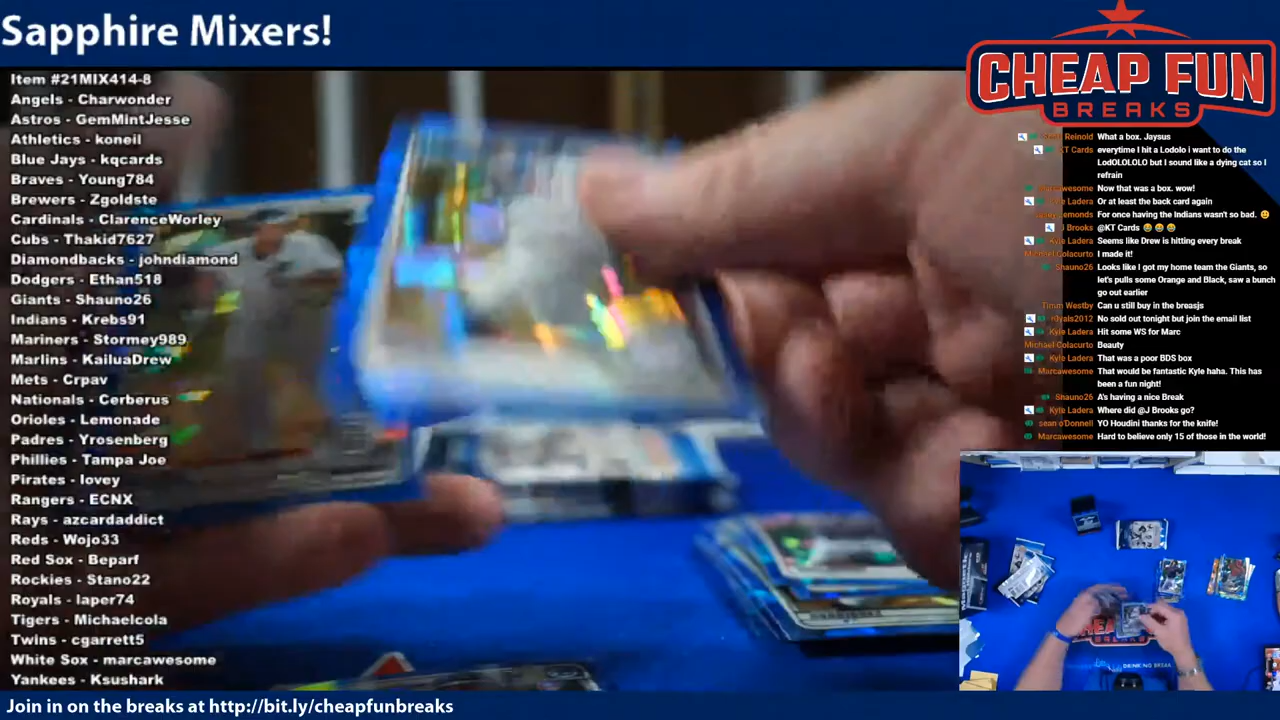 Sapphire Mixers!
Item #21MIX414-8
Angels - Charwonder
Astros - GemMintJesse
Athletics - koneil
Blue Jays - kqcards
Braves - Young784
Brewers - Zgoldste
Cardinals - ClarenceWorley
Cubs - Thakid7627
Diamondbacks - johndiamond
Dodgers - Ethan518
Giants - Shauno26
Indians - Krebs91
Mariners - Stormey989
Marlins - KailuaDrew
Mets - Crpav
Nationals - Cerberus
Orioles - Lemonade
Padres - Yrosenberg
Phillies - Tampa Joe
Pirates - lovey
Rangers - ECNX
Rays - azcardaddict
Reds - Wojo33
Red Sox - Beparf
Rockies - Stano22
Royals - laper74
Tigers - Michaelcola
Twins - cgarrett5
White Sox - marcawesome
Yankees - Ksushark
Join in on the breaks at http://bit.ly/cheapfunbreaks
CHEAP FUN
BREAKS
Reinold What a box. Jaysus
KT Cards everytime I hit a Lodolo i want to do the
LodOLOLOLO but I sound like a dying cat so I
refrain
Marcawesome Now that was a box. wow!
Kyle Ladera Or at least the back card again
For once having the Indians wasn't so bad.
J Brooks @KT Cards
Kyle Ladera Seems like Drew is hitting every break
Michael Colacurto I made it!
Shauno26 Looks like I got my home team the Giants, so
let's pulls some Orange and Black, saw a bunch
go out earlier
Timm Westby Can u still buy in the breasjs
No sold out tonight but join the email list
Kyle Ladera Hit some WS for Marc
Michael Colacurto Beauty
Kyle Ladera That was a poor BDS box
Marcawesome That would be fantastic Kyle haha. This has
been a fun night!
Shauno26 A's having a nice Break
Kyle Ladera Where did @J Brooks go?
sean o'Donnell YO Houdini thanks for the knife!
Marcawesome Hard to believe only 15 of those in the world!